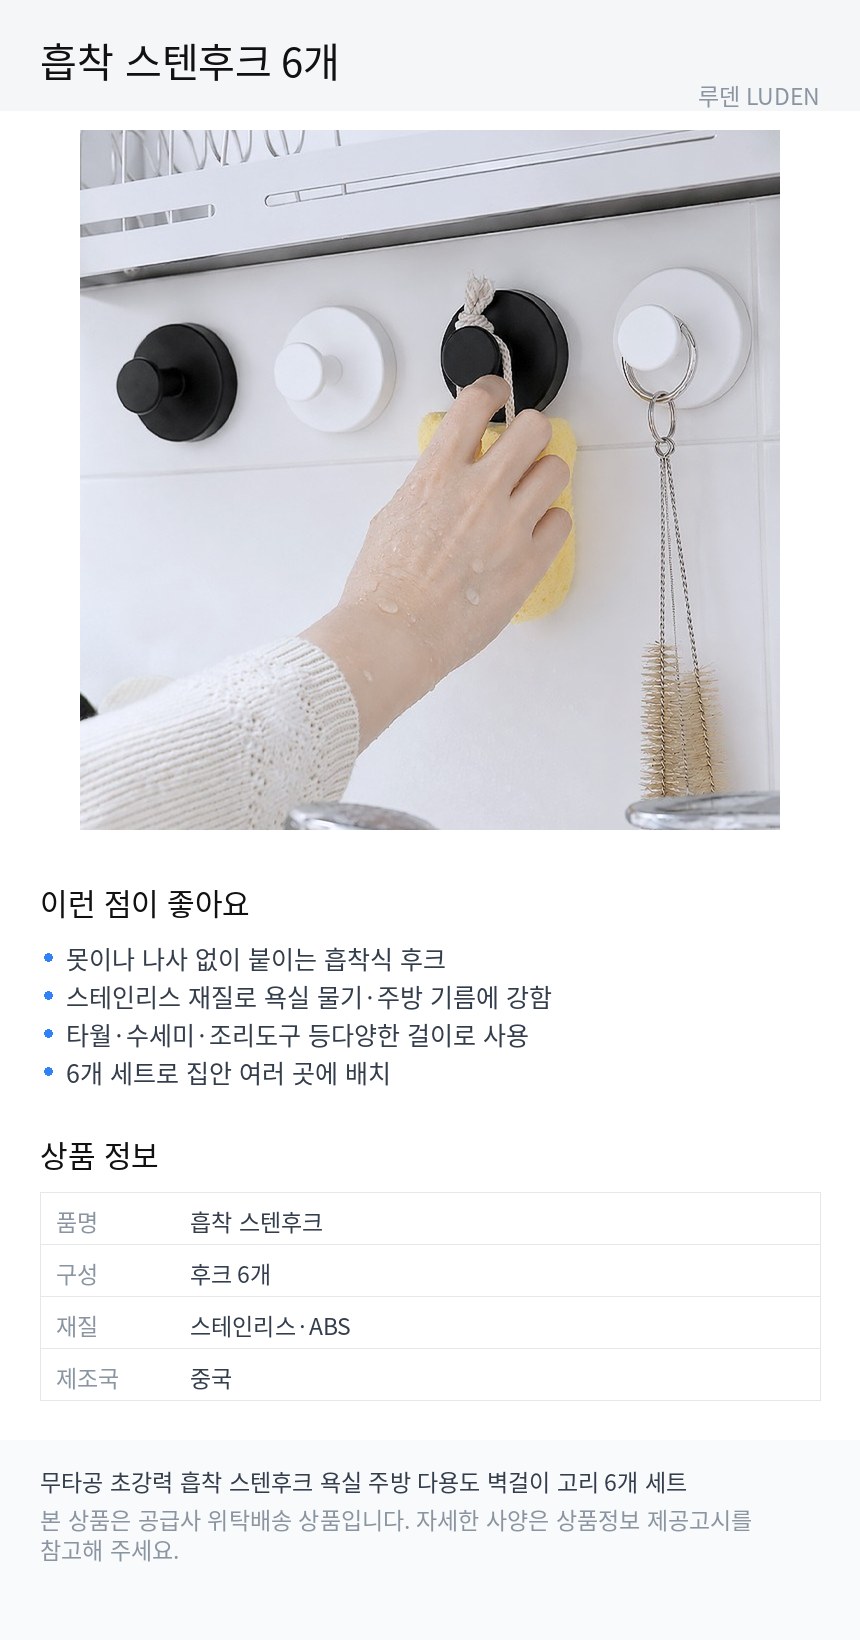 흡착 스텐후크 6개
루덴 LUDEN
이런 점이 좋아요
못이나 나사 없이 붙이는 흡착식 후크
스테인리스 재질로 욕실 물기·주방 기름에 강함
타월·수세미·조리도구 등다양한 걸이로 사용
6개 세트로 집안 여러 곳에 배치
상품 정보
품명 흡착 스텐후크
구성 후크 6개
재질 스테인리스·ABS
제조국 중국
무타공 초강력 흡착 스텐후크 욕실 주방 다용도 벽걸이 고리 6개 세트
본 상품은 공급사 위탁배송 상품입니다. 자세한 사양은 상품정보 제공고시를
참고해 주세요.